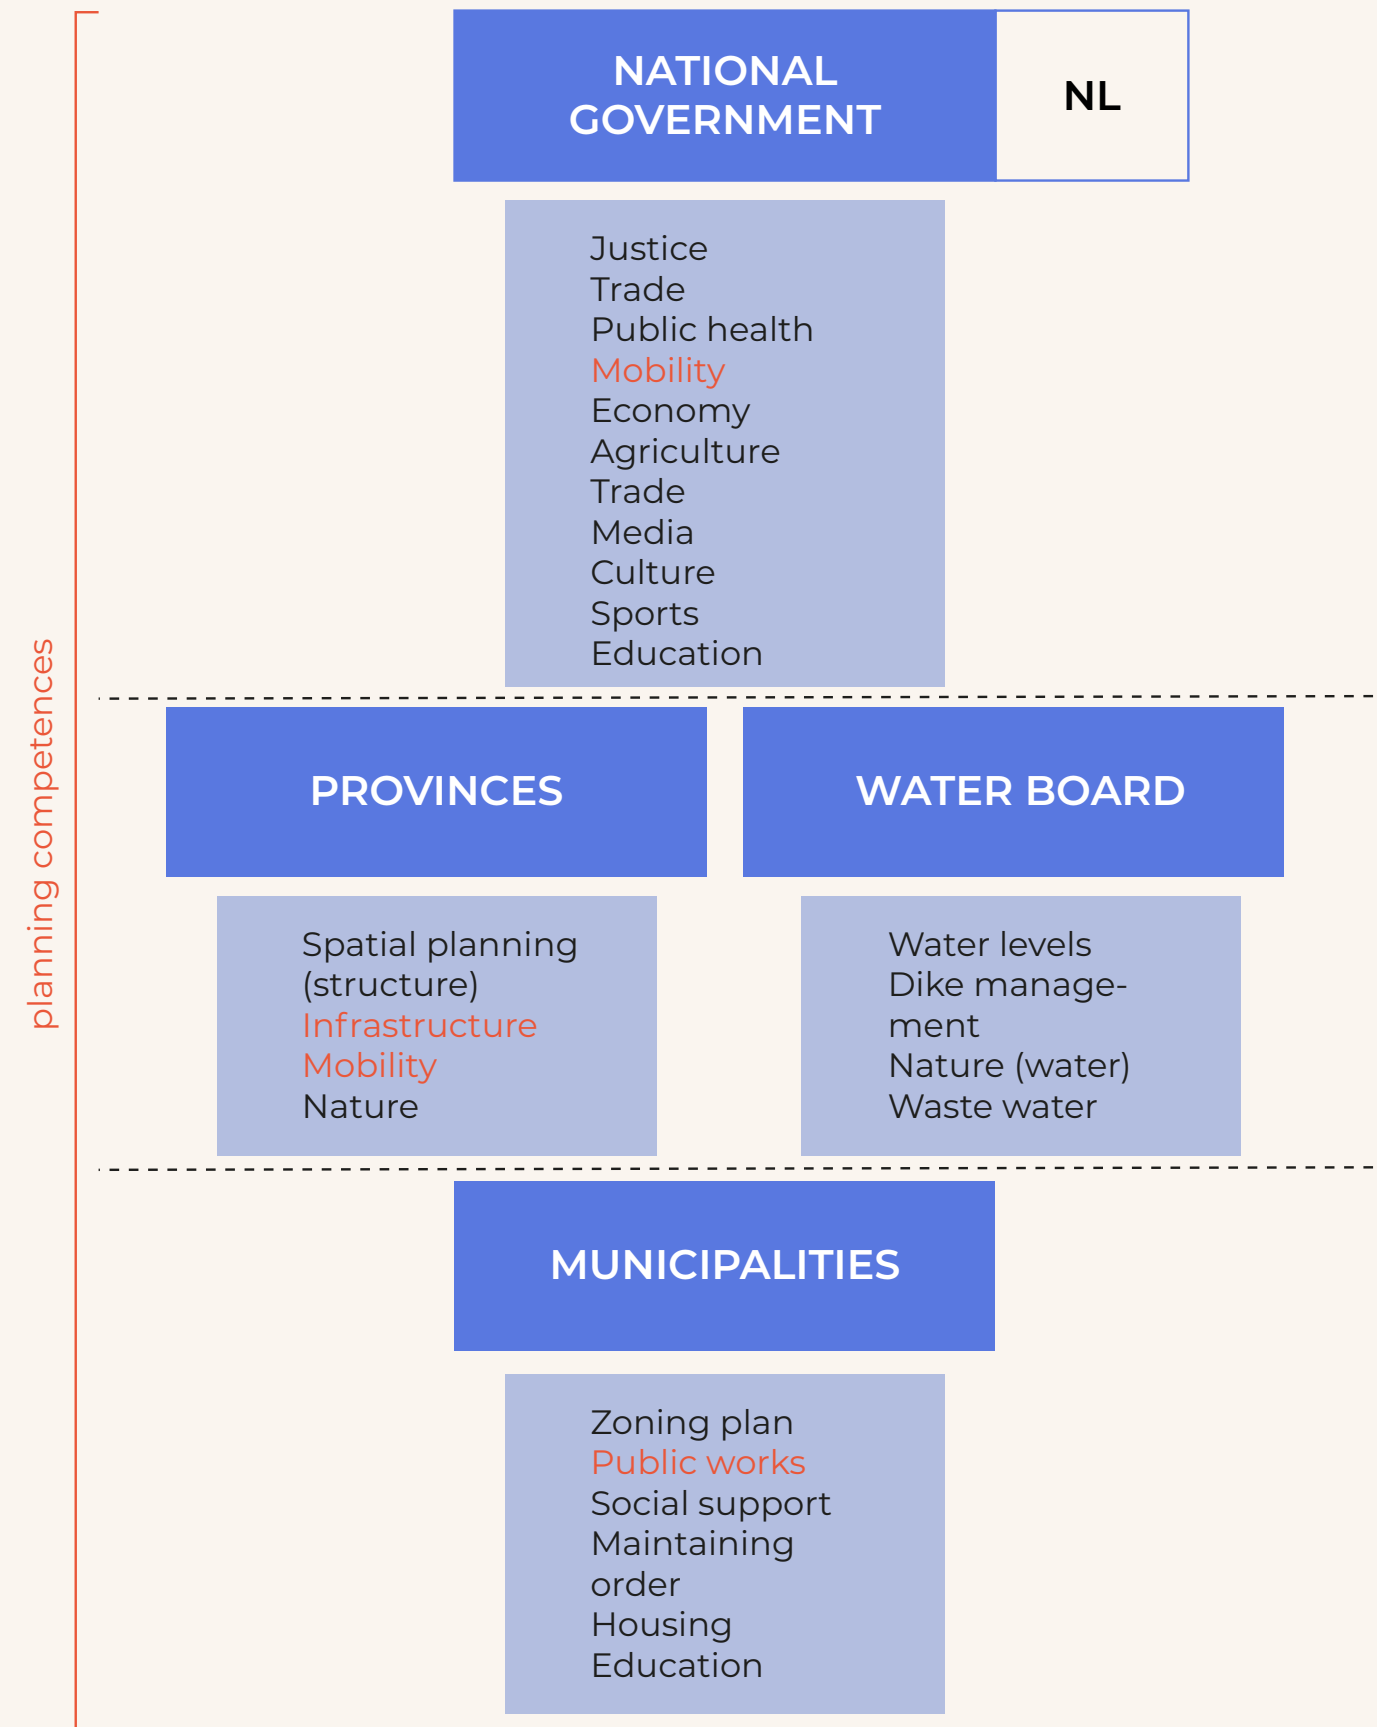 NATIONAL
GOVERNMENT
NL
Justice
Trade
Public health
Mobility
Economy
Agriculture
Trade
Media
Culture
Sports
Education
planning competences
PROVINCES
Spatial planning
(structure)
Infrastructure
Mobility
Nature
WATER BOARD
Water levels
Dike manage-
ment
Nature (water)
Waste water
MUNICIPALITIES
Zoning plan
Public works
Social support
Maintaining
order
Housing
Education